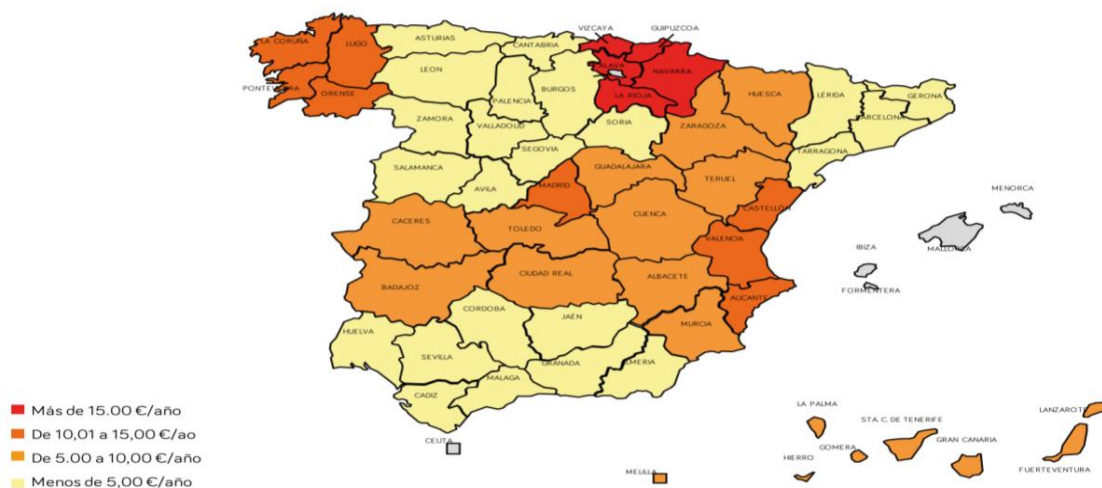 VIZCAYA
GUIPUZCOA
LA CORUÑA
LUGO
ASTURIAS
CANTABRIA
ALAVA
NAVARRA
PONTEVEDRA
ORENSE
LEON
PALENCIA
BURGOS
LA RIOJA
HUESCA
LÉRIDA
GERONA
BARCELONA
ZAMORA
VALLADOLID
SORIA
ZARAGOZA
TARRAGONA
SEGOVIA
SALAMANCA
AVILA
MADRID
GUADALAJARA
TERUEL
CASTELLÓN
MENORCA
MALLORCA
CACERES
TOLEDO
CUENCA
VALENCIA
IBIZA
FORMENTERA
BADAJOZ
CIUDAD REAL
ALBACETE
ALICANTE
CORDOBA
JAÉN
MURCIA
HUELVA
SEVILLA
GRANADA
ALMERIA
CADIZ
MALAGA
CEUTA
MELILLA
LA PALMA
STA. C. DE TENERIFE
LANZAROTE
GOMERA
GRAN CANARIA
HIERRO
FUERTEVENTURA
Más de 15.00 €/año
De 10,01 a 15,00 €/ao
De 5.00 a 10,00 €/año
Menos de 5,00 €/año